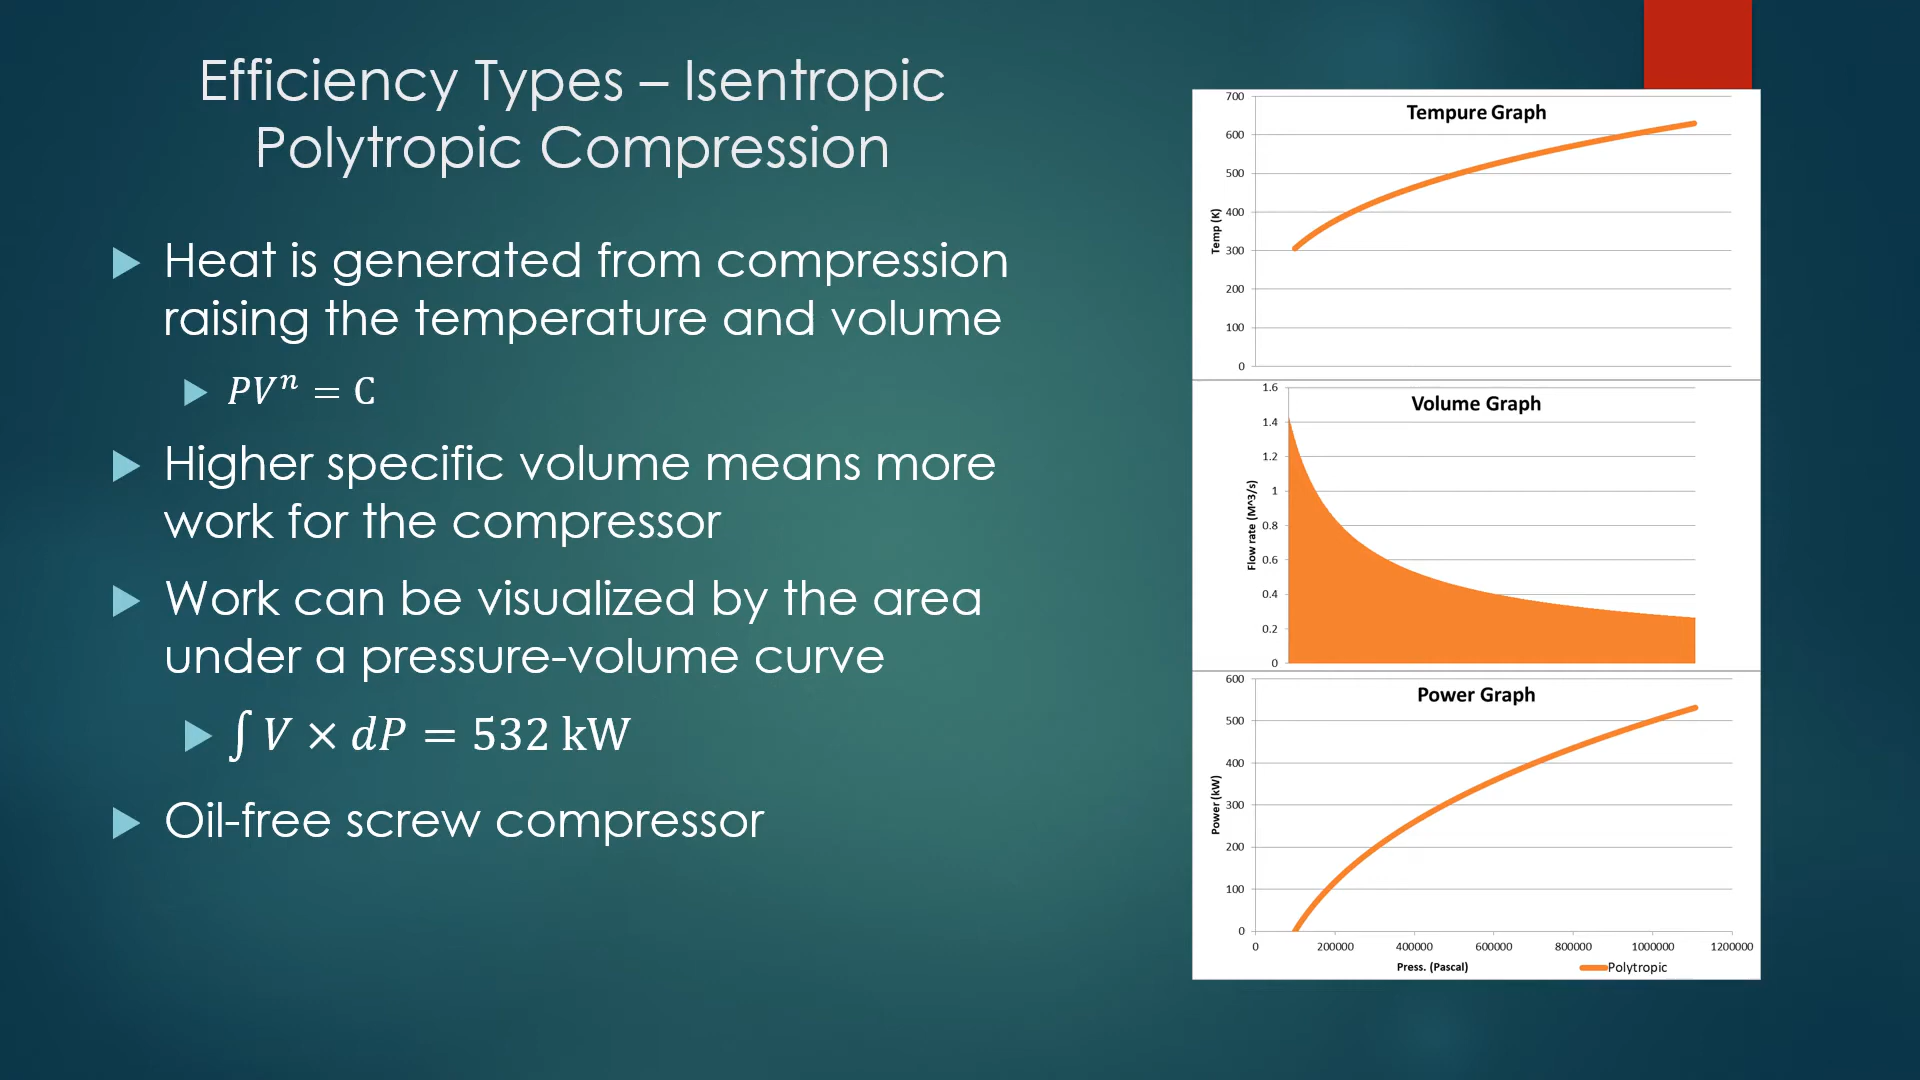 Efficiency Types – Isentropic
Polytropic Compression
Heat is generated from compression
raising the temperature and volume
PVⁿ = C
Higher specific volume means more
work for the compressor
Work can be visualized by the area
under a pressure-volume curve
∫ V × dP = 532 kW
Oil-free screw compressor
Tempure Graph
Temp (K)
700
600
500
400
300
200
100
0
Volume Graph
Flow rate (M^3/s)
1.6
1.4
1.2
1
0.8
0.6
0.4
0.2
0
Power Graph
Power (kW)
600
500
400
300
200
100
0
0 200000 400000 600000 800000 1000000 1200000
Press. (Pascal)
Polytropic